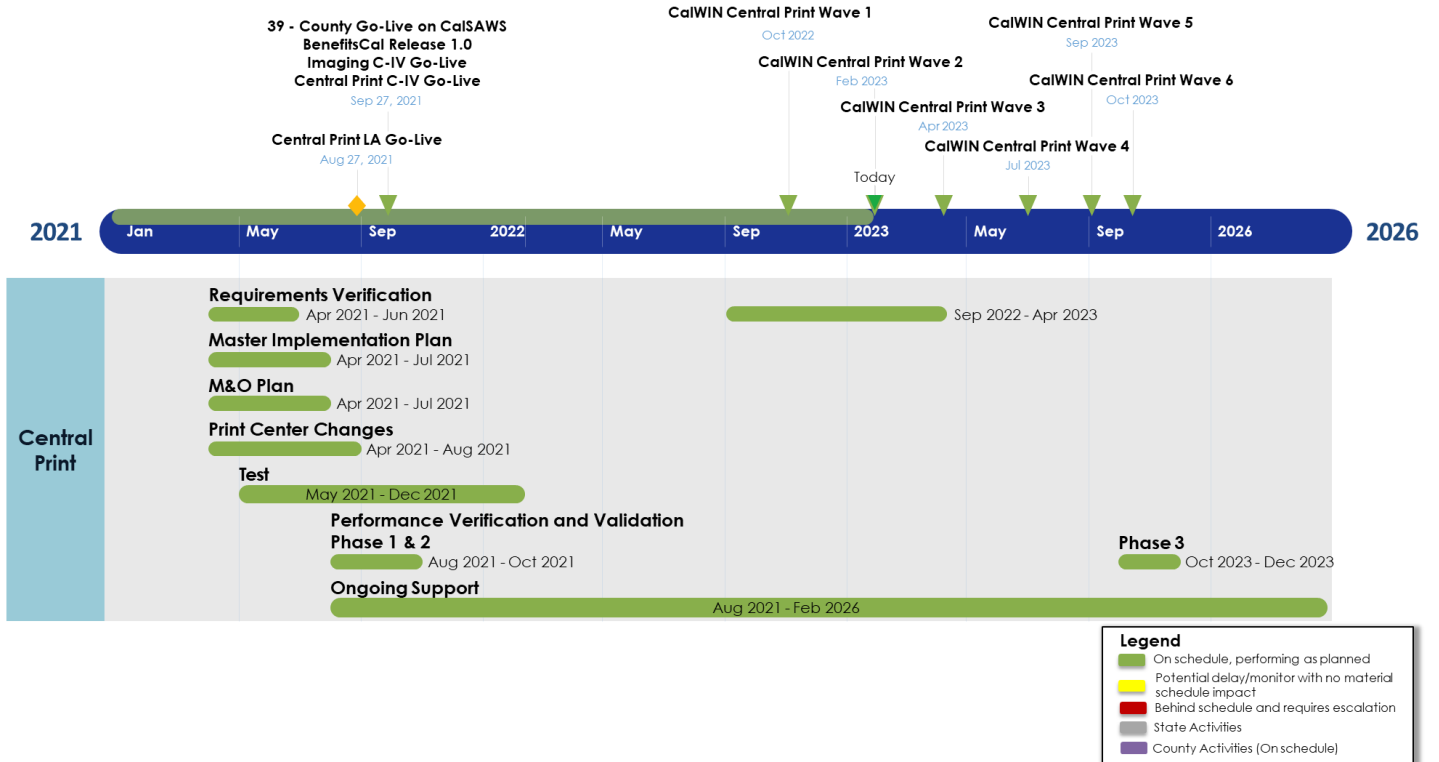 CalWIN Central Print Wave 1
Oct 2022
39 - County Go-Live on CalSAWS
BenefitsCal Release 1.0
Imaging C-IV Go-Live
Central Print C-IV Go-Live
Sep 27, 2021
CalWIN Central Print Wave 5
Sep 2023
CalWIN Central Print Wave 2
Feb 2023
CalWIN Central Print Wave 6
Oct 2023
CalWIN Central Print Wave 3
Apr 2023
Central Print LA Go-Live
Aug 27, 2021
CalWIN Central Print Wave 4
Jul 2023
Today
2021 Jan May Sep 2022 May Sep 2023 May Sep 2026 2026
Central
Print
Requirements Verification
Apr 2021 - Jun 2021
Sep 2022 - Apr 2023
Master Implementation Plan
Apr 2021 - Jul 2021
M&O Plan
Apr 2021 - Jul 2021
Print Center Changes
Apr 2021 - Aug 2021
Test
May 2021 - Dec 2021
Performance Verification and Validation
Phase 1 & 2
Aug 2021 - Oct 2021
Phase 3
Oct 2023 - Dec 2023
Ongoing Support
Aug 2021 - Feb 2026
Legend
On schedule, performing as planned
Potential delay/monitor with no material
schedule impact
Behind schedule and requires escalation
State Activities
County Activities (On schedule)